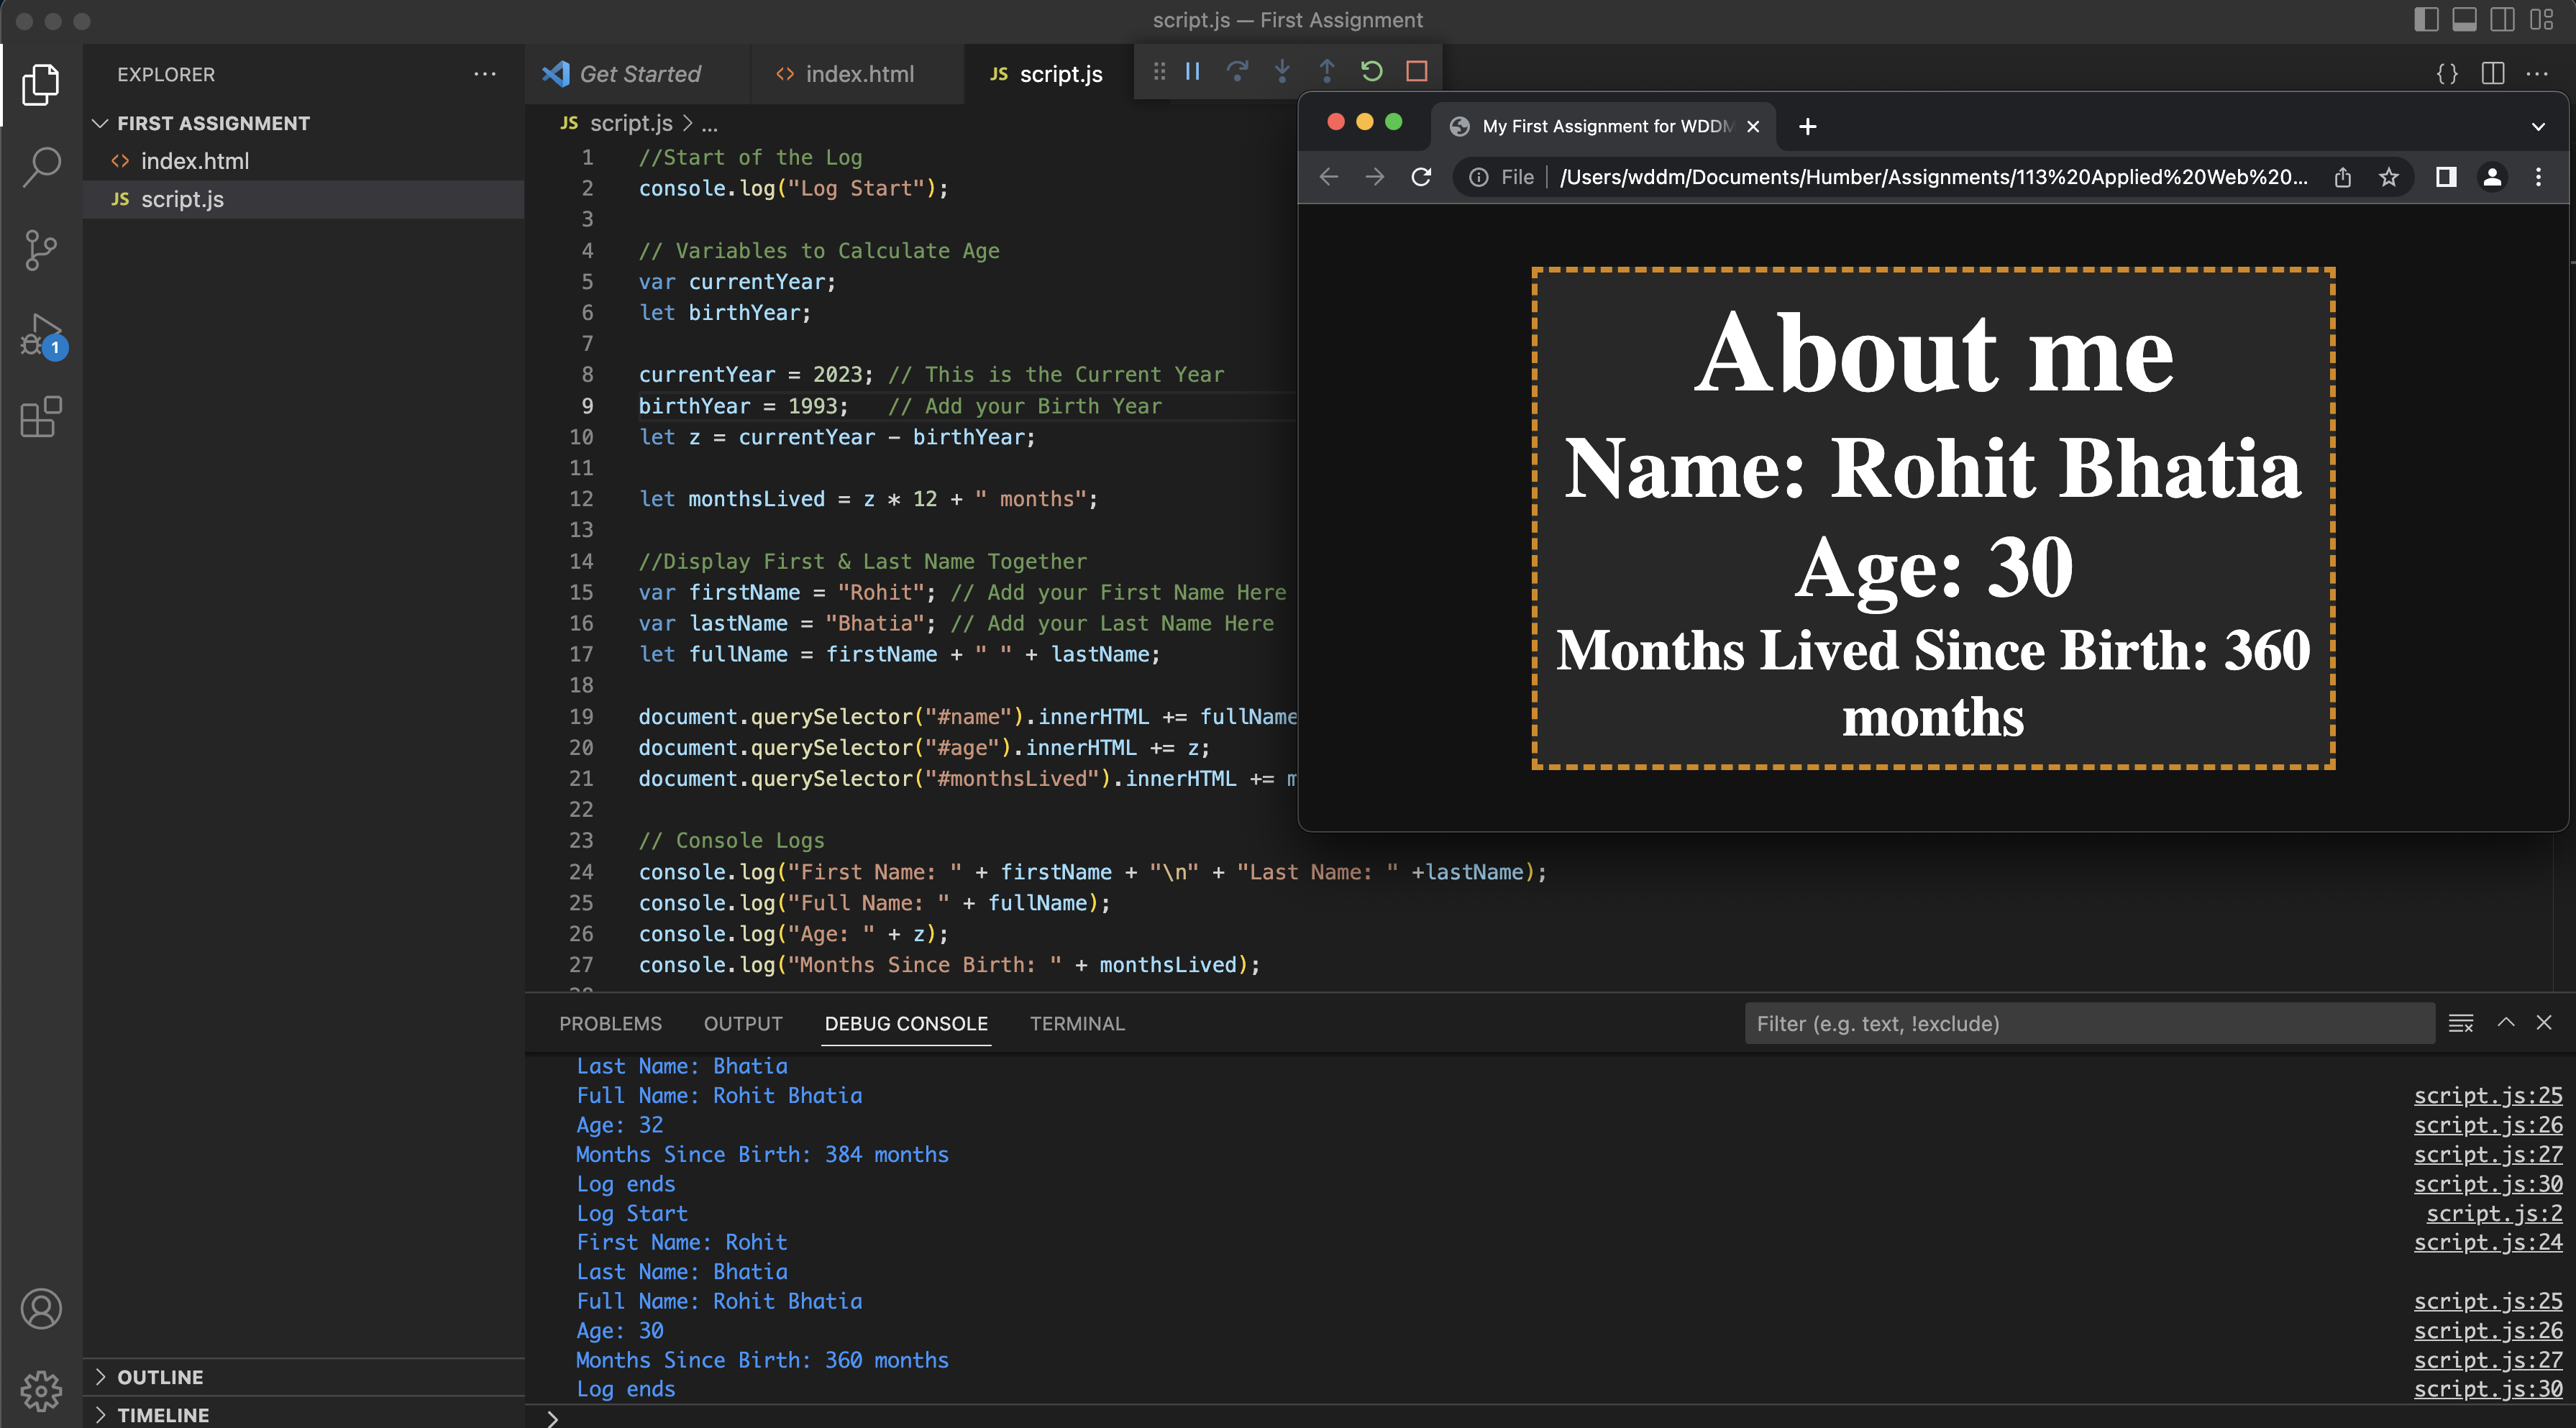 script.js — First Assignment
EXPLORER
FIRST ASSIGNMENT
index.html
JS script.js
1
OUTLINE
TIMELINE
Get Started
index.html
JS script.js
JS script.js > ...
1 //Start of the Log
2 console.log("Log Start");
3
4 // Variables to Calculate Age
5 var currentYear;
6 let birthYear;
7
8 currentYear = 2023; // This is the Current Year
9 birthYear = 1993;   // Add your Birth Year
10 let z = currentYear - birthYear;
11
12 let monthsLived = z * 12 + " months";
13
14 //Display First & Last Name Together
15 var firstName = "Rohit"; // Add your First Name Here
16 var lastName = "Bhatia"; // Add your Last Name Here
17 let fullName = firstName + " " + lastName;
18
19 document.querySelector("#name").innerHTML += fullName
20 document.querySelector("#age").innerHTML += z;
21 document.querySelector("#monthsLived").innerHTML += m
22
23 // Console Logs
24 console.log("First Name: " + firstName + "\n" + "Last Name: " +lastName);
25 console.log("Full Name: " + fullName);
26 console.log("Age: " + z);
27 console.log("Months Since Birth: " + monthsLived);
My First Assignment for WDDM
File /Users/wddm/Documents/Humber/Assignments/113%20Applied%20Web%20...
About me
Name: Rohit Bhatia
Age: 30
Months Lived Since Birth: 360
months
PROBLEMS OUTPUT DEBUG CONSOLE TERMINAL Filter (e.g. text, !exclude)
Last Name: Bhatia
Full Name: Rohit Bhatia script.js:25
Age: 32 script.js:26
Months Since Birth: 384 months script.js:27
Log ends script.js:30
Log Start script.js:2
First Name: Rohit script.js:24
Last Name: Bhatia
Full Name: Rohit Bhatia script.js:25
Age: 30 script.js:26
Months Since Birth: 360 months script.js:27
Log ends script.js:30